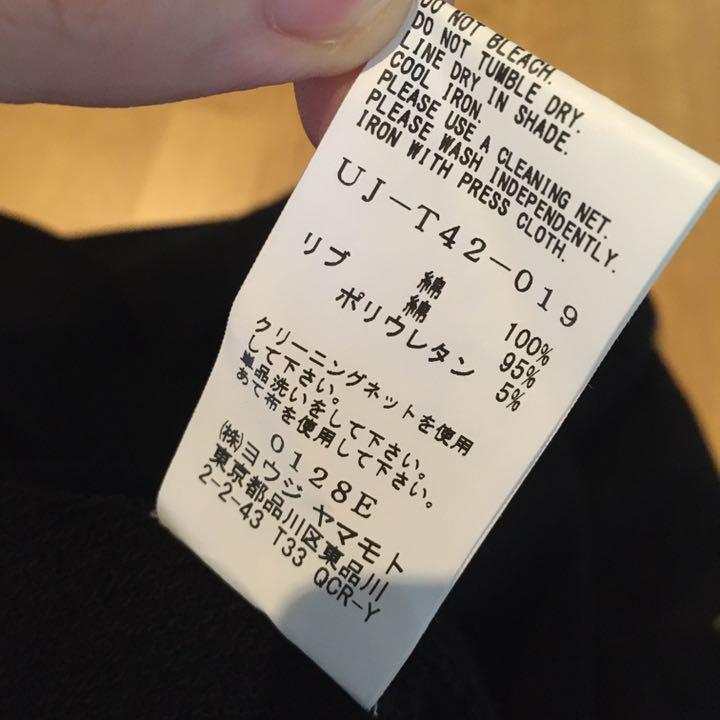 DO NOT BLEACH.
DO NOT TUMBLE DRY.
LINE DRY IN SHADE.
COOL IRON.
PLEASE USE A CLEANING NET.
PLEASE WASH INDEPENDENTLY.
IRON WITH PRESS CLOTH.
UJ-T42-019
綿 100%
リブ 綿 95%
ポリウレタン 5%
クリーニングネットを使用
して下さい。
単品洗いをして下さい。
あて布を使用して下さい。
0128E
(株)ヨウジ ヤマモト
東京都品川区東品川
2-2-43 T33 QCR-Y